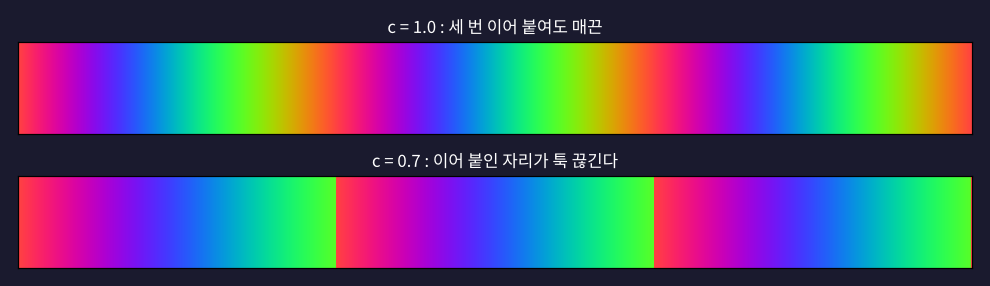 c = 1.0 : 세 번 이어 붙여도 매끈
c = 0.7 : 이어 붙인 자리가 툭 끊긴다